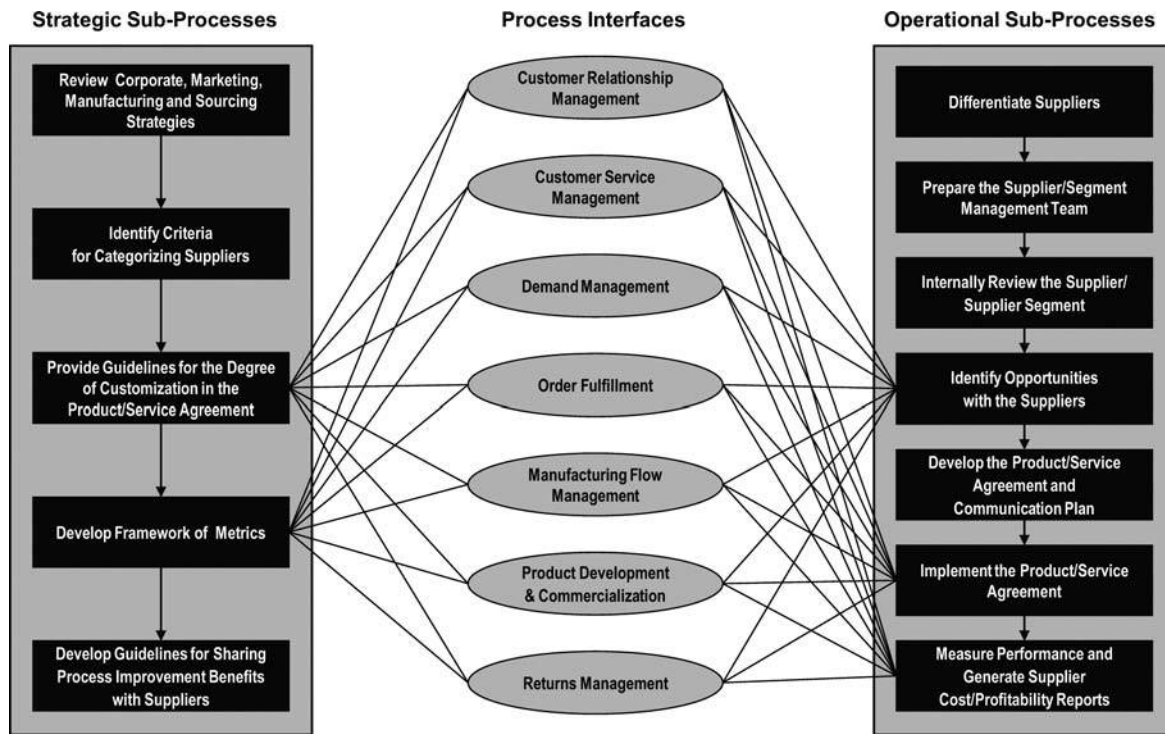 Strategic Sub-Processes
Review Corporate, Marketing,
Manufacturing and Sourcing
Strategies
Identify Criteria
for Categorizing Suppliers
Provide Guidelines for the Degree
of Customization in the
Product/Service Agreement
Develop Framework of Metrics
Develop Guidelines for Sharing
Process Improvement Benefits
with Suppliers
Process Interfaces
Customer Relationship
Management
Customer Service
Management
Demand Management
Order Fulfillment
Manufacturing Flow
Management
Product Development
& Commercialization
Returns Management
Operational Sub-Processes
Differentiate Suppliers
Prepare the Supplier/Segment
Management Team
Internally Review the Supplier/
Supplier Segment
Identify Opportunities
with the Suppliers
Develop the Product/Service
Agreement and
Communication Plan
Implement the Product/Service
Agreement
Measure Performance and
Generate Supplier
Cost/Profitability Reports